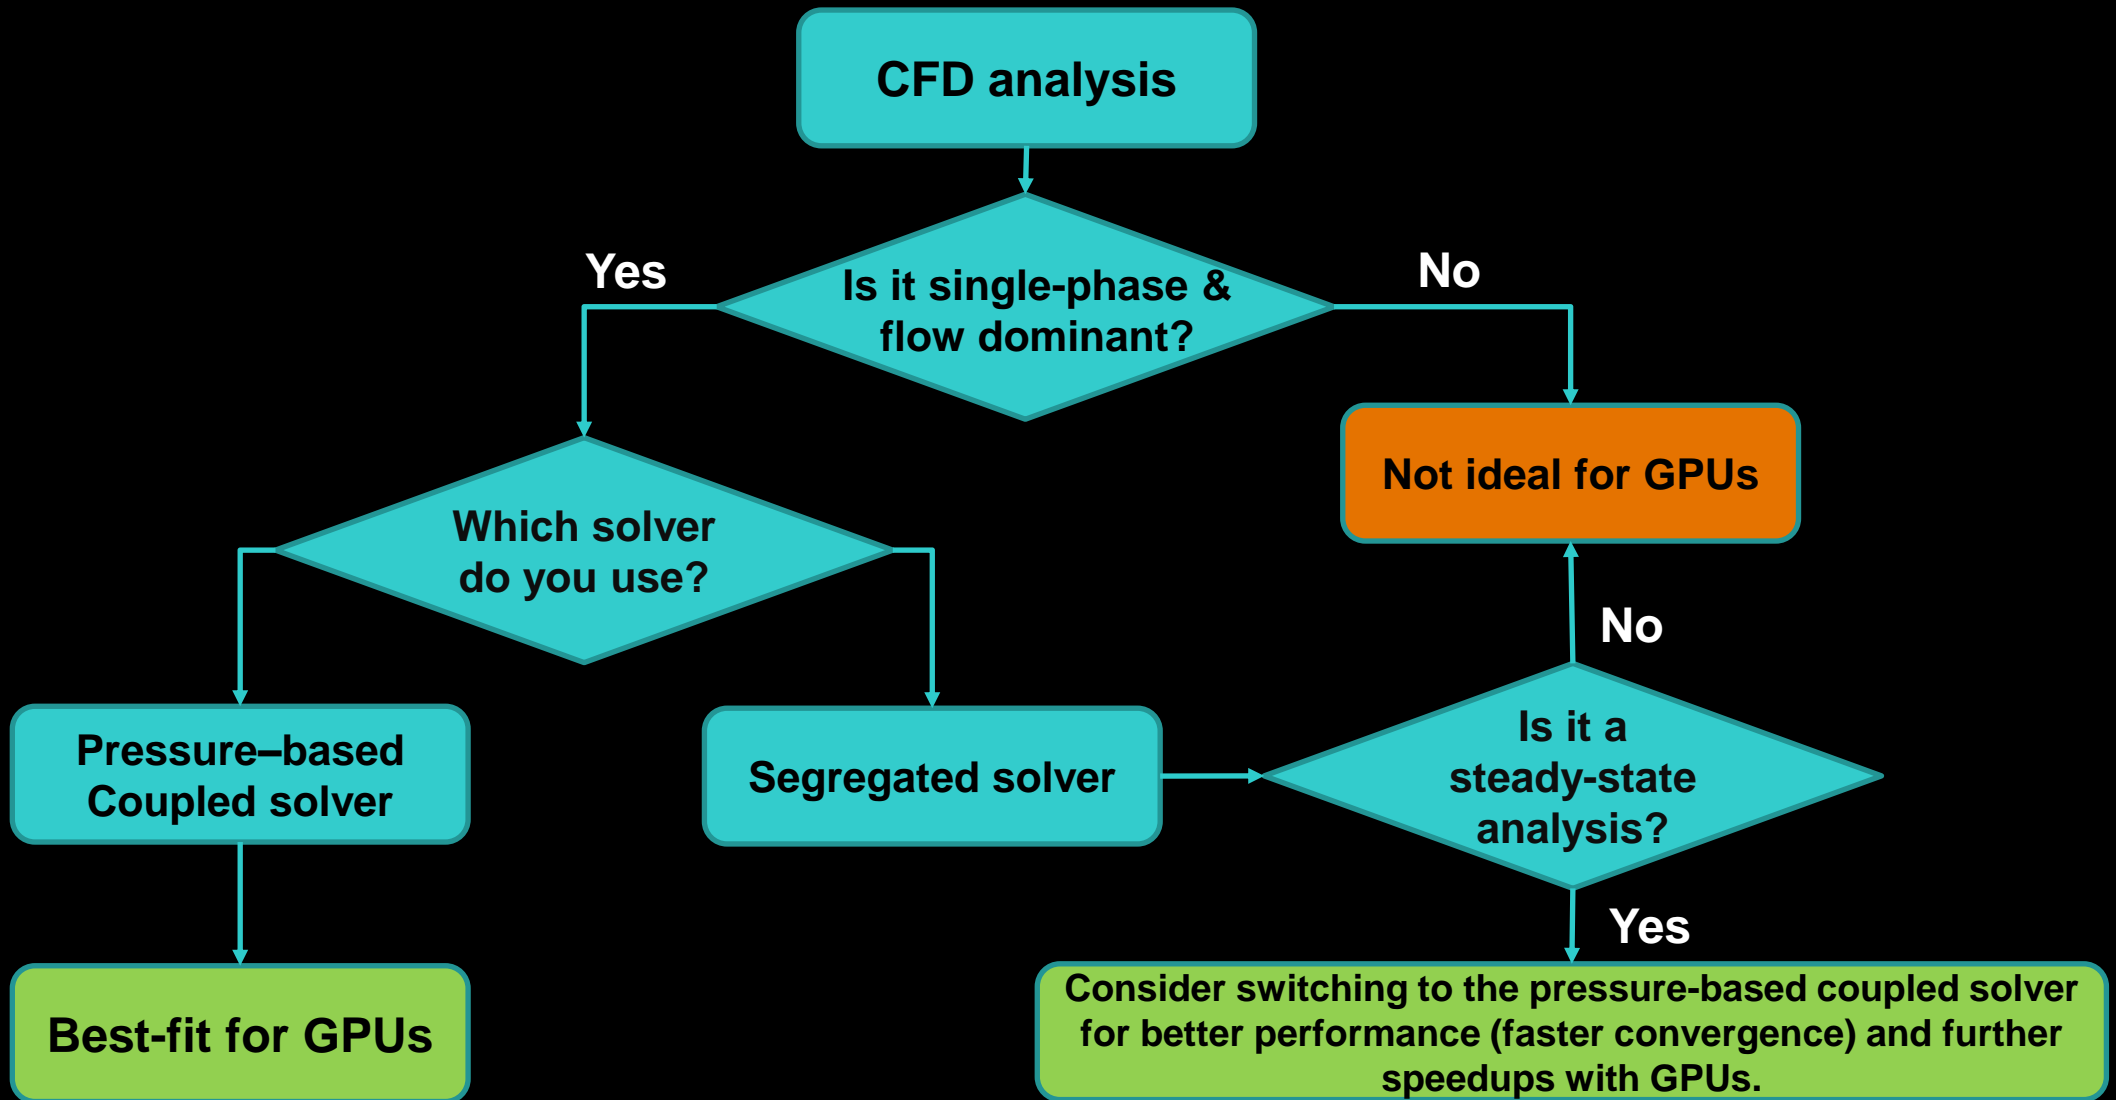 CFD analysis
Yes
No
Is it single-phase &
flow dominant?
Not ideal for GPUs
Which solver
do you use?
No
Pressure–based
Coupled solver
Segregated solver
Is it a
steady-state
analysis?
Yes
Best-fit for GPUs
Consider switching to the pressure-based coupled solver
for better performance (faster convergence) and further
speedups with GPUs.